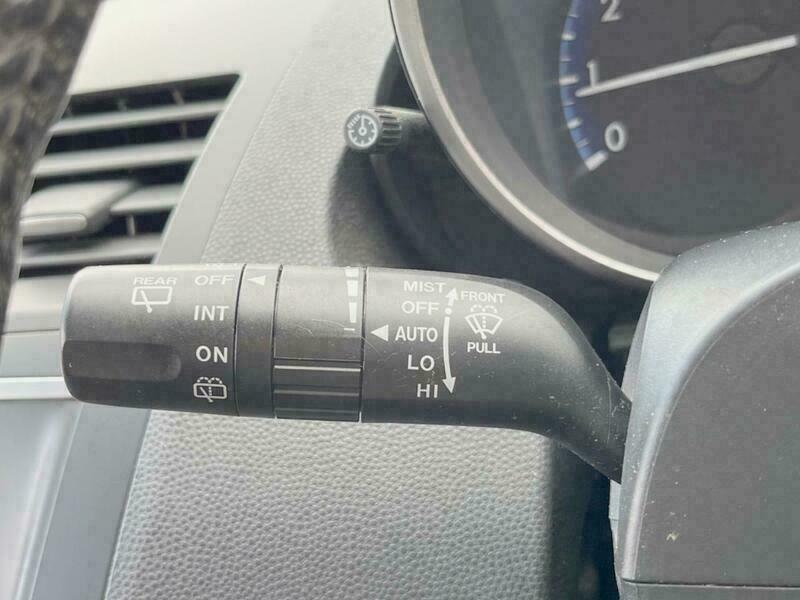 2
1
0
REAR
OFF
INT
ON
MIST
OFF
AUTO
LO
HI
FRONT
PULL